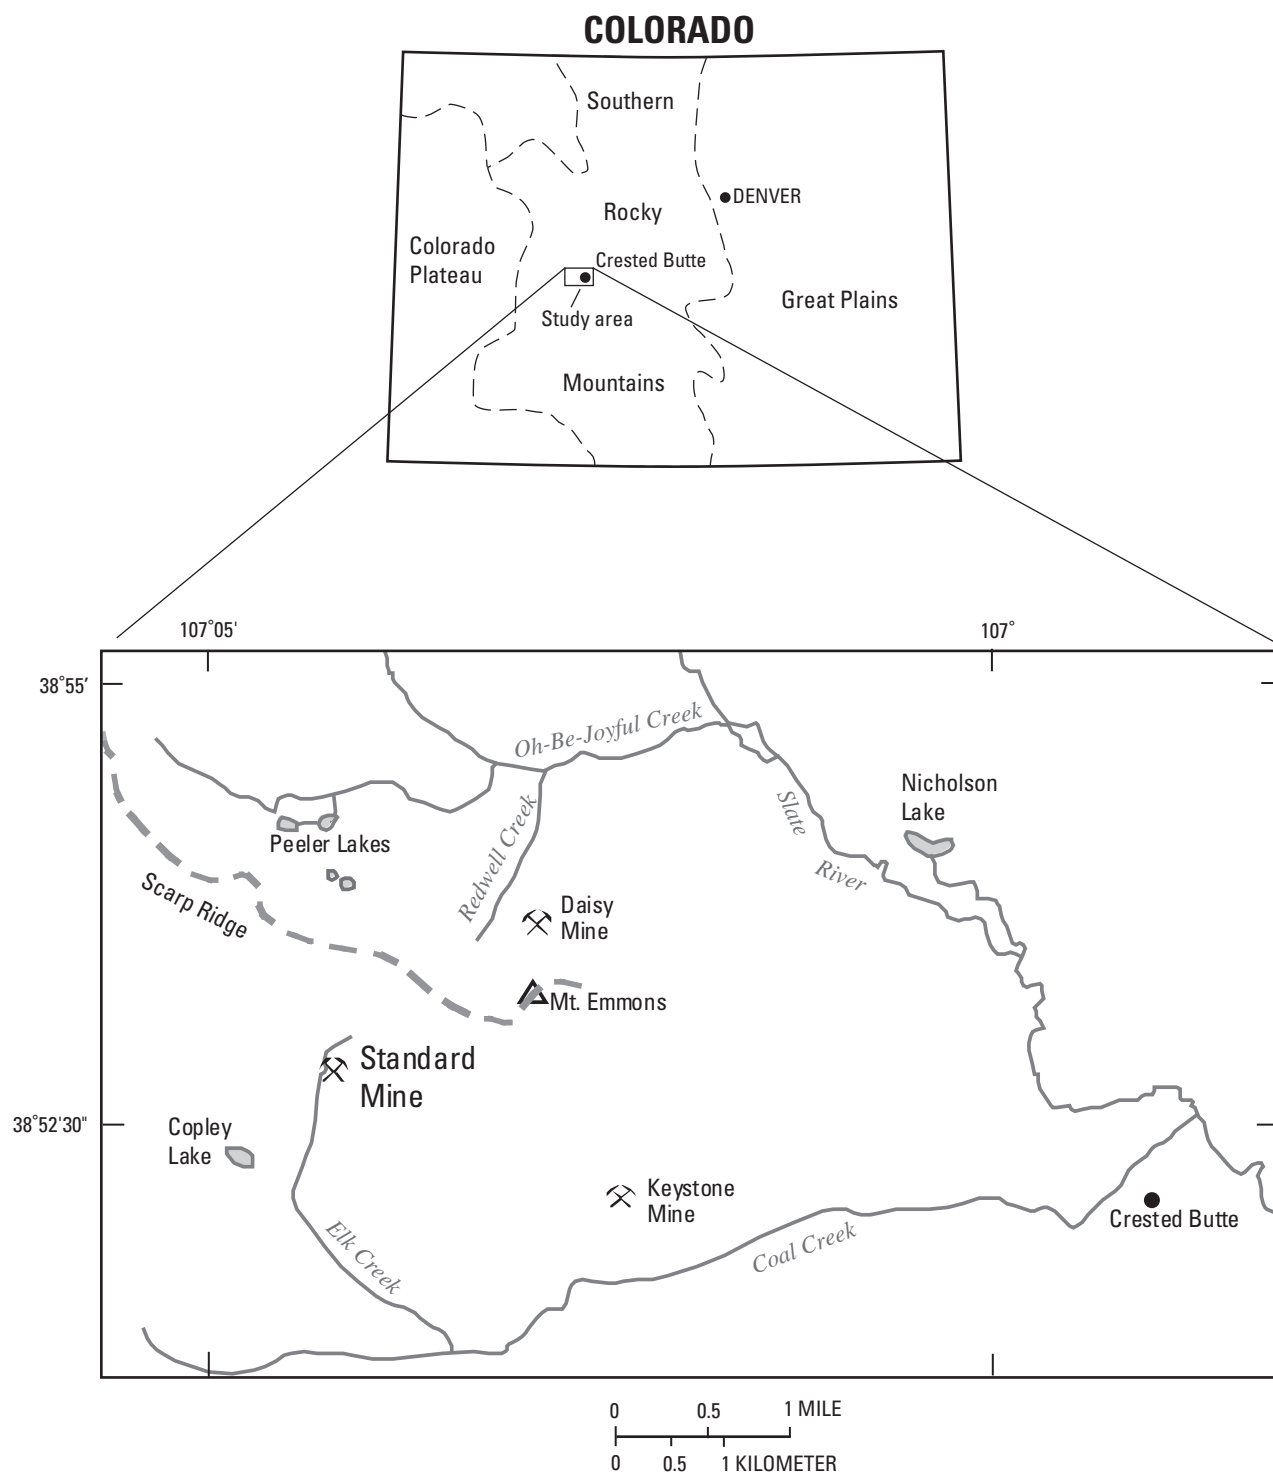 COLORADO
Southern
DENVER
Rocky
Colorado
Plateau
Crested Butte
Great Plains
Study area
Mountains
107°05'
107°
38°55'
Oh-Be-Joyful Creek
Nicholson
Lake
Slate
River
Peeler Lakes
Redwell Creek
Scarp Ridge
Daisy
Mine
Mt. Emmons
Standard
Mine
38°52'30"
Copley
Lake
Keystone
Mine
Crested Butte
Elk Creek
Coal Creek
0 0.5 1 MILE
0 0.5 1 KILOMETER